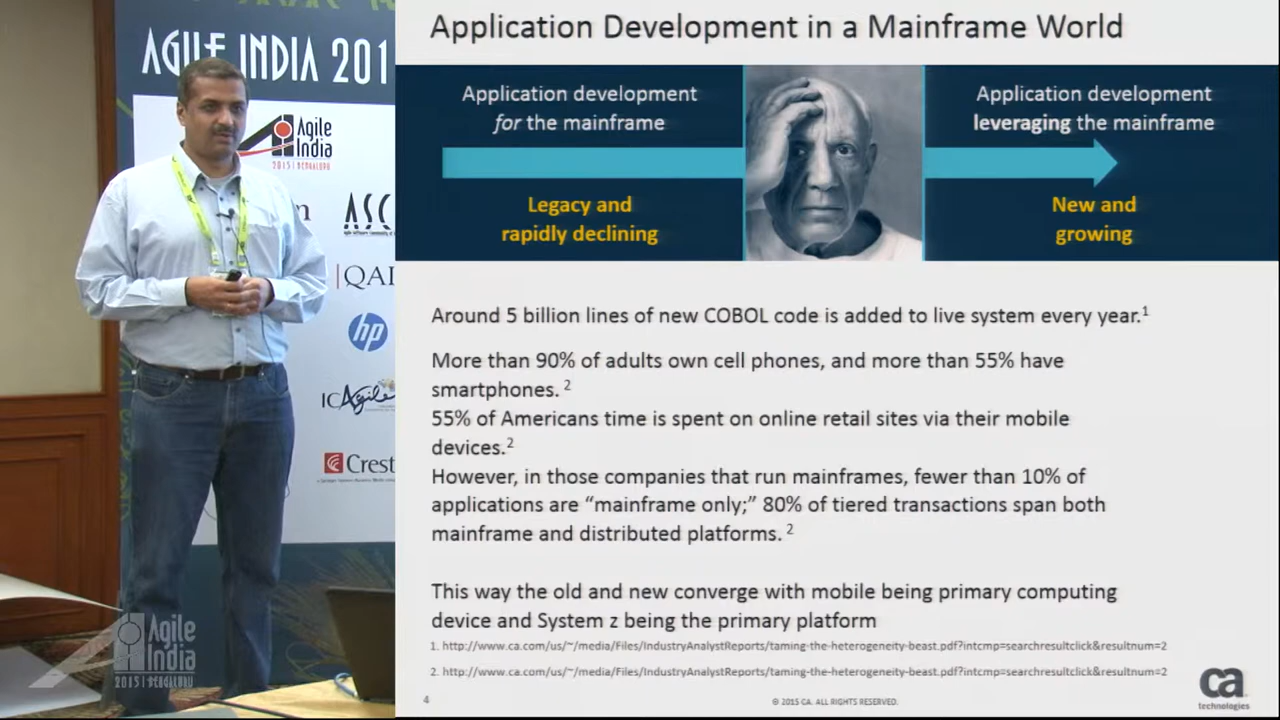 AGILE INDIA 201
Agile
India
2015 | BENGALURU
ASC
QAI
hp
ICAgile
Crest
Agile
India
2015 | BENGALURU
Application Development in a Mainframe World
Application development
for the mainframe
Legacy and
rapidly declining
Application development
leveraging the mainframe
New and
growing
Around 5 billion lines of new COBOL code is added to live system every year.1
More than 90% of adults own cell phones, and more than 55% have
smartphones. 2
55% of Americans time is spent on online retail sites via their mobile
devices.2
However, in those companies that run mainframes, fewer than 10% of
applications are “mainframe only;” 80% of tiered transactions span both
mainframe and distributed platforms. 2
This way the old and new converge with mobile being primary computing
device and System z being the primary platform
1. http://www.ca.com/us/~/media/Files/IndustryAnalystReports/taming-the-heterogeneity-beast.pdf?intcmp=searchresultclick&resultnum=2
2. http://www.ca.com/us/~/media/Files/IndustryAnalystReports/taming-the-heterogeneity-beast.pdf?intcmp=searchresultclick&resultnum=2
4
© 2015 CA. ALL RIGHTS RESERVED.
ca
technologies